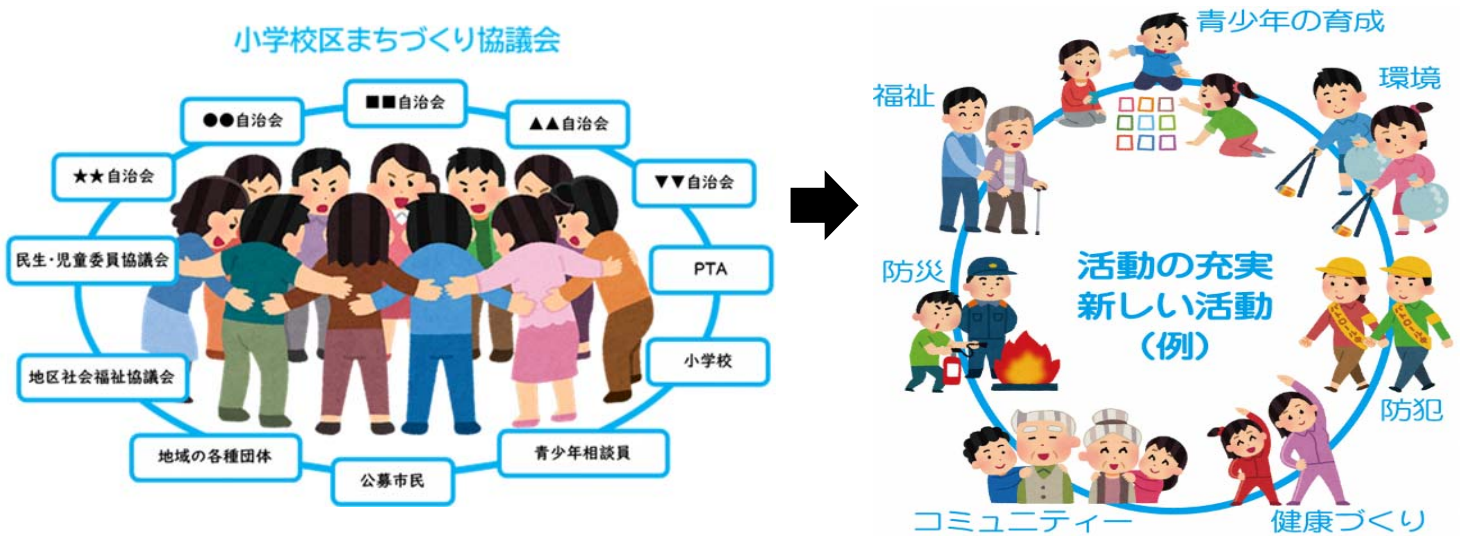 小学校区まちづくり協議会
■■自治会
●●自治会
▲▲自治会
★★自治会
▼▼自治会
民生・児童委員協議会
PTA
地区社会福祉協議会
小学校
地域の各種団体
青少年相談員
公募市民
青少年の育成
福祉
環境
防災
活動の充実
新しい活動
（例）
防犯
コミュニティー
健康づくり